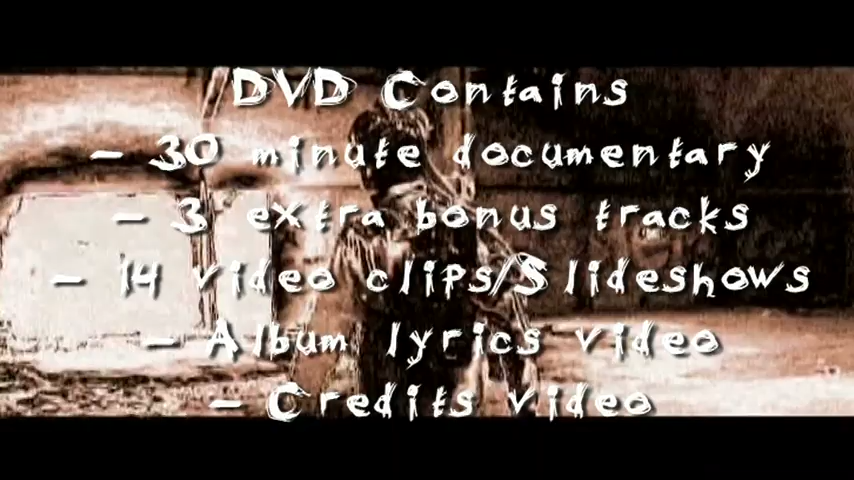 DVD Contains
- 30 minute documentary
- 3 extra bonus tracks
- 14 video clips/Slideshows
- Album lyrics video
- Credits video